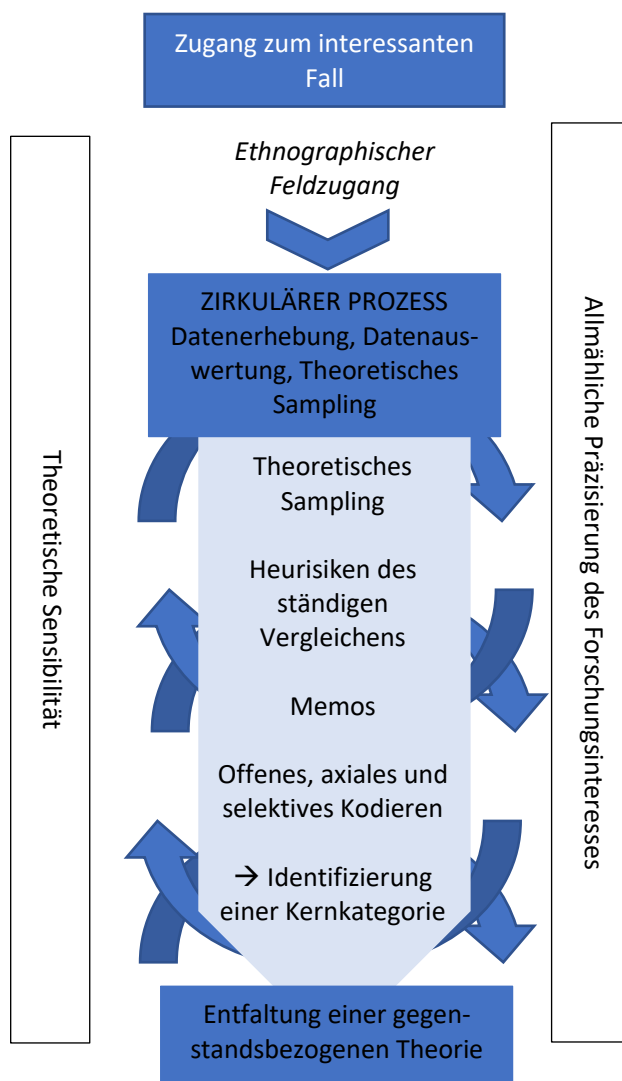 Zugang zum interessanten
Fall
Ethnographischer
Feldzugang
ZIRKULÄRER PROZESS
Datenerhebung, Datenaus-
wertung, Theoretisches
Sampling
Theoretisches
Sampling
Heurisiken des
ständigen
Vergleichens
Memos
Offenes, axiales und
selektives Kodieren
→ Identifizierung
einer Kernkategorie
Entfaltung einer gegen-
standsbezogenen Theorie
Theoretische Sensibilität
Allmähliche Präzisierung des Forschungsinteresses